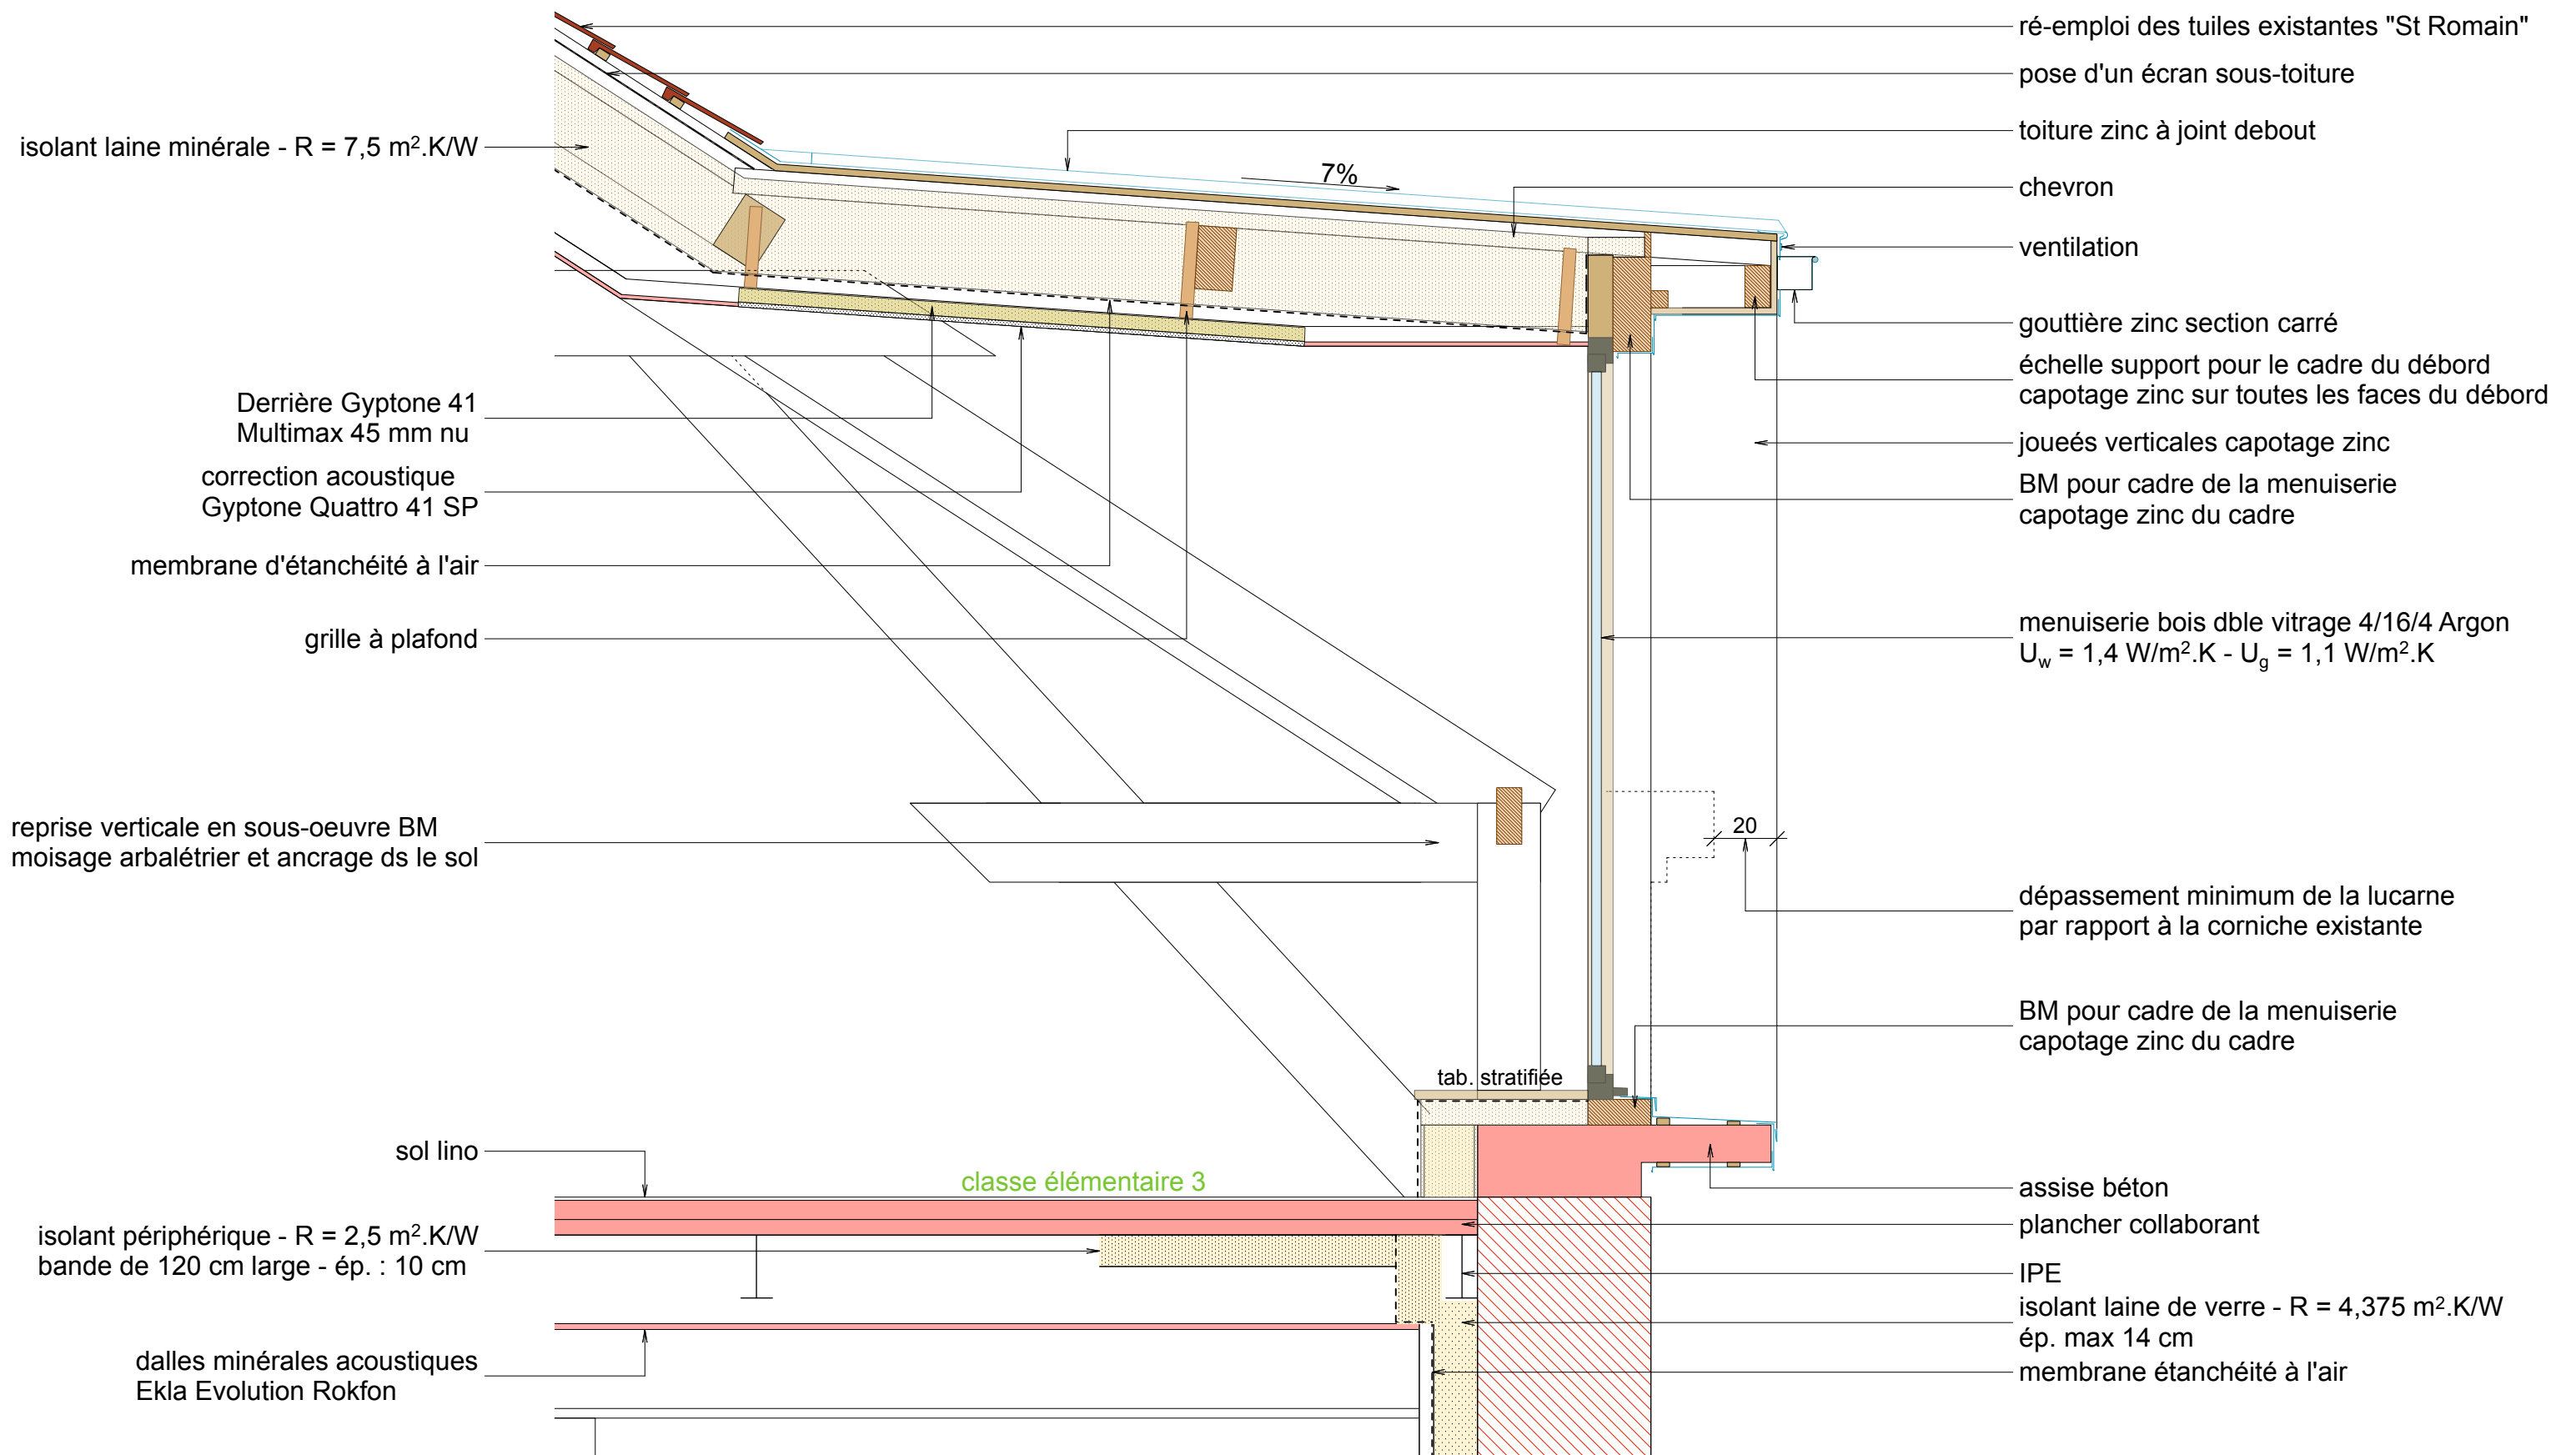 ré-emploi des tuiles existantes "St Romain"
pose d'un écran sous-toiture
toiture zinc à joint debout
isolant laine minérale - R = 7,5 m².K/W
7%
chevron
ventilation
gouttière zinc section carré
échelle support pour le cadre du débord
capotage zinc sur toutes les faces du débord
Derrière Gyptone 41
Multimax 45 mm nu
joueés verticales capotage zinc
correction acoustique
Gyptone Quattro 41 SP
BM pour cadre de la menuiserie
capotage zinc du cadre
membrane d'étanchéité à l'air
grille à plafond
menuiserie bois dble vitrage 4/16/4 Argon
Uw = 1,4 W/m².K - Ug = 1,1 W/m².K
reprise verticale en sous-oeuvre BM
moisage arbalétrier et ancrage ds le sol
20
dépassement minimum de la lucarne
par rapport à la corniche existante
BM pour cadre de la menuiserie
capotage zinc du cadre
tab. stratifiée
sol lino
classe élémentaire 3
assise béton
plancher collaborant
isolant périphérique - R = 2,5 m².K/W
bande de 120 cm large - ép. : 10 cm
IPE
isolant laine de verre - R = 4,375 m².K/W
ép. max 14 cm
dalles minérales acoustiques
Ekla Evolution Rokfon
membrane étanchéité à l'air